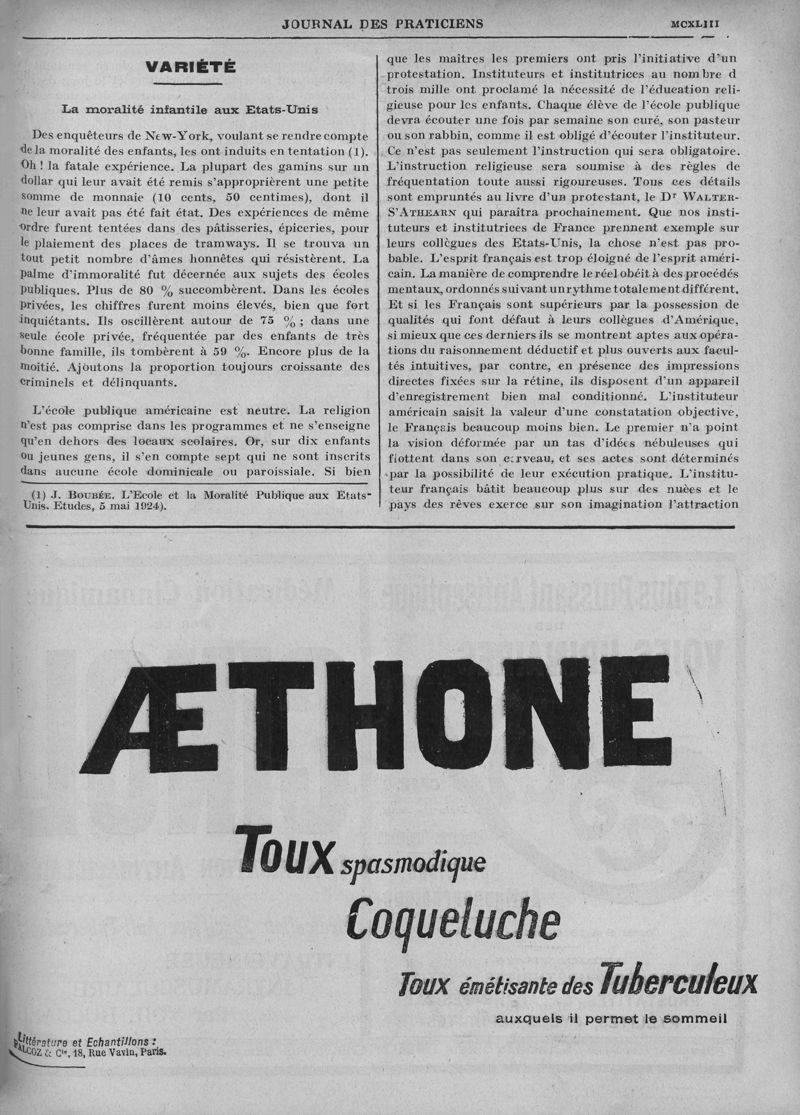 JOURNAL DES PRATICIENS
MCXLIII
VARIÉTÉ
La moralité infantile aux Etats-Unis
Des enquêteurs de New-York, voulant se rendre compte
de la moralité des enfants, les ont induits en tentation (1).
Oh ! la fatale expérience. La plupart des gamins sur un
dollar qui leur avait été remis s'approprièrent une petite
somme de monnaie (10 cents, 50 centimes), dont il
ne leur avait pas été fait état. Des expériences de même
ordre furent tentées dans des pâtisseries, épiceries, pour
le plaiement des places de tramways. Il se trouva un
tout petit nombre d'âmes honnêtes qui résistèrent. La
palme d'immoralité fut décernée aux sujets des écoles
publiques. Plus de 80 % succombèrent. Dans les écoles
privées, les chiffres furent moins élevés, bien que fort
inquiétants. Ils oscillèrent autour de 75 % ; dans une
seule école privée, fréquentée par des enfants de très
bonne famille, ils tombèrent à 59 %. Encore plus de la
moitié. Ajoutons la proportion toujours croissante des
criminels et délinquants.
L'école publique américaine est neutre. La religion
n'est pas comprise dans les programmes et ne s'enseigne
qu'en dehors des locaux scolaires. Or, sur dix enfants
ou jeunes gens, il s'en compte sept qui ne sont inscrits
dans aucune école dominicale ou paroissiale. Si bien
(1) J. BOUBÉE. L'Ecole et la Moralité Publique aux Etats-
Unis. Etudes, 5 mai 1924).
que les maîtres les premiers ont pris l'initiative d'un
protestation. Instituteurs et institutrices au nombre d
trois mille ont proclamé la nécessité de l'éducation reli-
gieuse pour les enfants. Chaque élève de l'école publique
devra écouter une fois par semaine son curé, son pasteur
ou son rabbin, comme il est obligé d'écouter l'instituteur.
Ce n'est pas seulement l'instruction qui sera obligatoire.
L'instruction religieuse sera soumise à des règles de
fréquentation toute aussi rigoureuses. Tous ces détails
sont empruntés au livre d'un protestant, le Dr WALTER-
S'ATHEARN qui paraîtra prochainement. Que nos insti-
tuteurs et institutrices de France prennent exemple sur
leurs collègues des Etats-Unis, la chose n'est pas pro-
bable. L'esprit français est trop éloigné de l'esprit améri-
cain. La manière de comprendre le réel obéit à des procédés
mentaux, ordonnés suivant un rythme totalement différent.
Et si les Français sont supérieurs par la possession de
qualités qui font défaut à leurs collègues d'Amérique,
si mieux que ces derniers ils se montrent aptes aux opéra-
tions du raisonnement déductif et plus ouverts aux facul-
tés intuitives, par contre, en présence des impressions
directes fixées sur la rétine, ils disposent d'un appareil
d'enregistrement bien mal conditionné. L'instituteur
américain saisit la valeur d'une constatation objective,
le Français beaucoup moins bien. Le premier n'a point
la vision déformée par un tas d'idées nébuleuses qui
flottent dans son cerveau, et ses actes sont déterminés
par la possibilité de leur exécution pratique. L'institu-
teur français bâtit beaucoup plus sur des nuées et le
pays des rêves exerce sur son imagination l'attraction
ÆTHONE
Toux spasmodique
Coqueluche
Toux émétisante des Tuberculeux
auxquels il permet le sommeil
Littérature et Echantillons :
FALCOZ & Cie, 18, Rue Vavin, Paris.